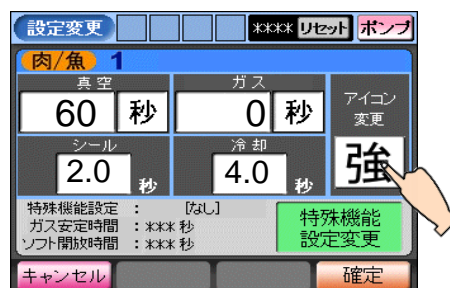 設定変更 **** リセット ポンプ
肉/魚 1
真空 ガス アイコン
変更
60 秒 0 秒
シール 冷却 強
2.0 秒 4.0 秒
特殊機能設定 : [なし]
ガス安定時間 : *** 秒
ソフト開放時間 : *** 秒
特殊機能
設定変更
キャンセル 確定